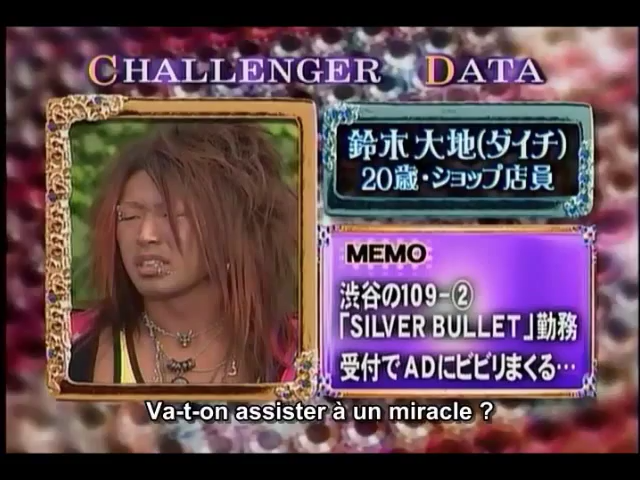 CHALLENGER DATA
鈴木 大地(ダイチ)
20歳・ショップ店員
MEMO
渋谷の109-②
「SILVER BULLET」勤務
受付でADにビビりまくる…
Va-t-on assister à un miracle ?